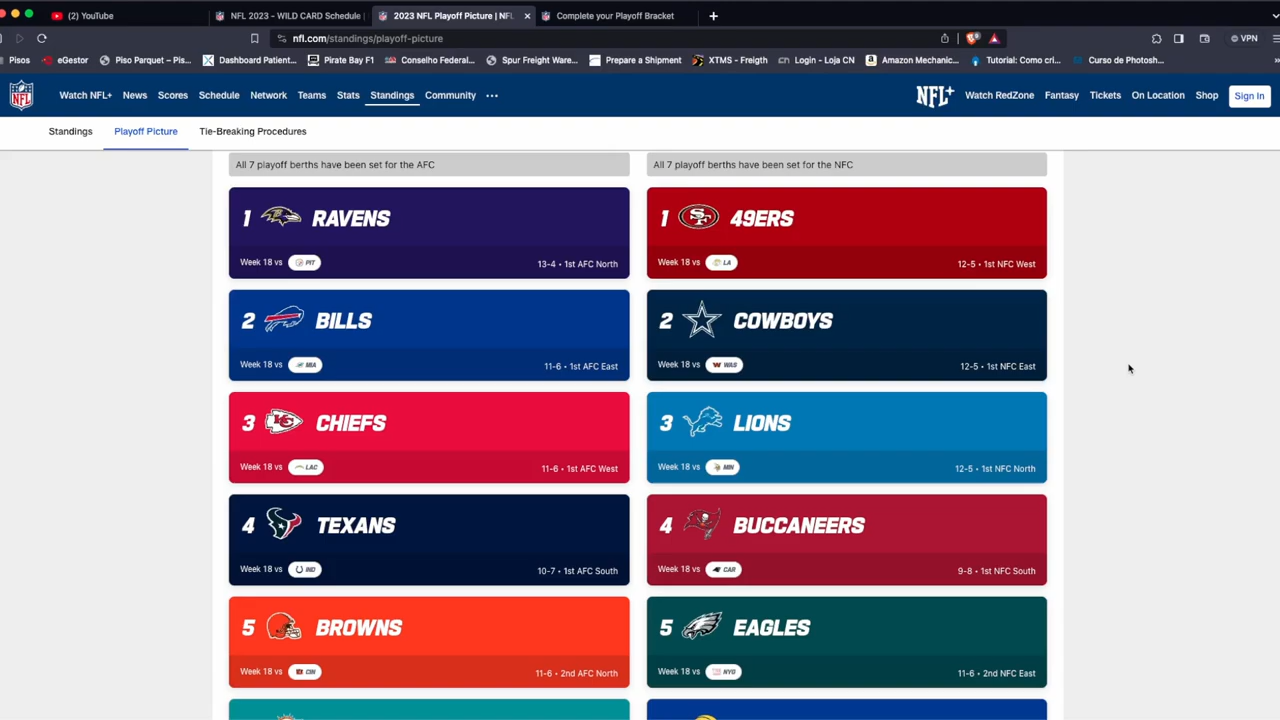 (2) YouTube
NFL 2023 - WILD CARD Schedule
2023 NFL Playoff Picture | NFL.
Complete your Playoff Bracket
nfl.com/standings/playoff-picture
VPN
Pisos
eGestor
Piso Parquet – Pis...
Dashboard Patient...
Pirate Bay F1
Conselho Federal...
Spur Freight Ware...
Prepare a Shipment
XTMS - Freigth
Login - Loja CN
Amazon Mechanic...
Tutorial: Como cri...
Curso de Photosh...
Watch NFL+
News
Scores
Schedule
Network
Teams
Stats
Standings
Community
NFL+
Watch RedZone
Fantasy
Tickets
On Location
Shop
Sign In
Standings
Playoff Picture
Tie-Breaking Procedures
All 7 playoff berths have been set for the AFC
All 7 playoff berths have been set for the NFC
1 RAVENS
Week 18 vs PIT
13-4 • 1st AFC North
1 49ERS
Week 18 vs LA
12-5 • 1st NFC West
2 BILLS
Week 18 vs MIA
11-6 • 1st AFC East
2 COWBOYS
Week 18 vs WAS
12-5 • 1st NFC East
3 CHIEFS
Week 18 vs LAC
11-6 • 1st AFC West
3 LIONS
Week 18 vs MIN
12-5 • 1st NFC North
4 TEXANS
Week 18 vs IND
10-7 • 1st AFC South
4 BUCCANEERS
Week 18 vs CAR
9-8 • 1st NFC South
5 BROWNS
Week 18 vs CIN
11-6 • 2nd AFC North
5 EAGLES
Week 18 vs NYG
11-6 • 2nd NFC East